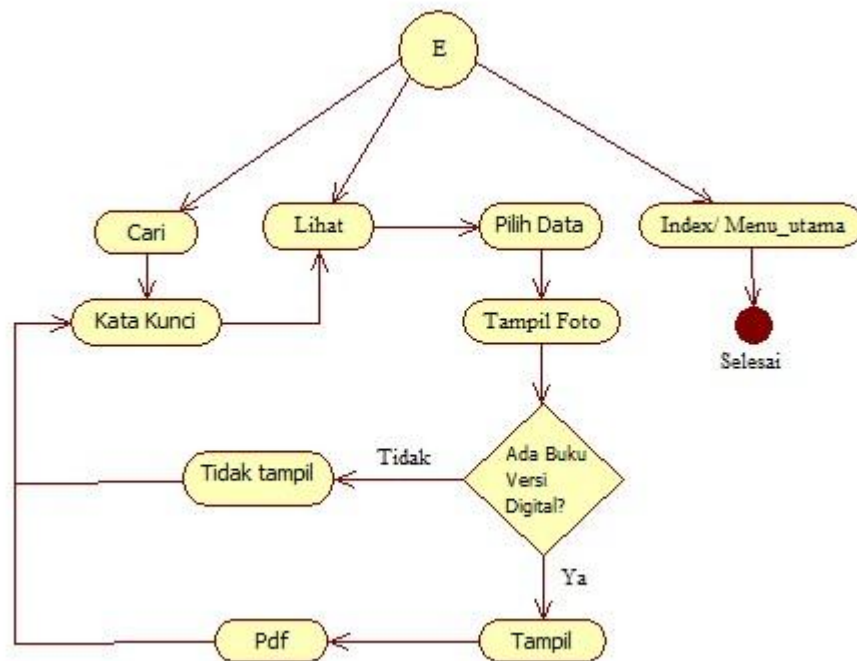 E
Cari
Lihat
Pilih Data
Index/ Menu_utama
Kata Kunci
Tampil Foto
Selesai
Tidak tampil
Tidak
Ada Buku
Versi
Digital?
Ya
Pdf
Tampil